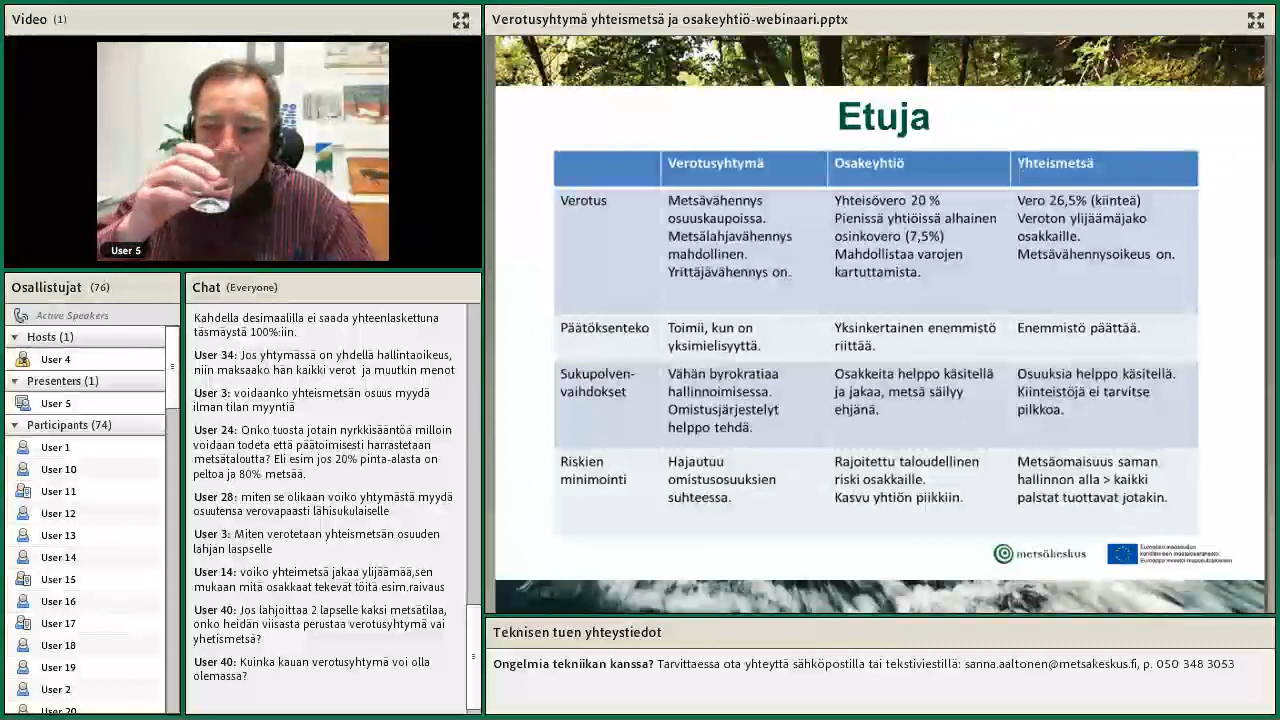 Video (1)
User 5
Osallistujat (76)
Active Speakers
Hosts (1)
User 4
Presenters (1)
User 5
Participants (74)
User 1
User 10
User 11
User 12
User 13
User 14
User 15
User 16
User 17
User 18
User 19
User 2
User 20
Chat (Everyone)
Kahdella desimaalilla ei saada yhteenlaskettuna
täsmäystä 100%:iin.
User 34: Jos yhtymässä on yhdellä hallintaoikeus,
niin maksaako hän kaikki verot ja muutkin menot
User 3: voidaanko yhteismetsän osuus myydä
ilman tilan myyntiä
User 24: Onko tuosta jotain nyrkkisääntöä milloin
voidaan todeta että päätoimisesti harrastetaan
metsätaloutta? Eli esim jos 20% pinta-alasta on
peltoa ja 80% metsää.
User 28: miten se olikaan voiko yhtymästä myydä
osuutensa verovapaasti lähisukulaiselle
User 3: Miten verotetaan yhteismetsän osuuden
lahjan laspselle
User 14: voiko yhteimetsä jakaa ylijäämää,sen
mukaan mitä osakkaat tekevat töitä esim.raivaus
User 40: Jos lahjoittaa 2 lapselle kaksi metsätilaa,
onko heidän viisasta perustaa verotusyhtymä vai
yhetismetsä?
User 40: Kuinka kauan verotusyhtymä voi olla
olemassa?
Verotusyhtymä yhteismetsä ja osakeyhtiö-webinaari.pptx
Etuja
Verotusyhtymä
Osakeyhtiö
Yhteismetsä
Verotus
Metsävähennys
osuuskaupoissa.
Metsälahjavähennys
mahdollinen.
Yrittäjävähennys on.
Yhteisövero 20 %
Pienissä yhtiöissä alhainen
osinkovero (7,5%)
Mahdollistaa varojen
kartuttamista.
Vero 26,5% (kiinteä)
Veroton ylijäämäjako
osakkaille.
Metsävähennysoikeus on.
Päätöksenteko
Toimii, kun on
yksimielisyyttä.
Yksinkertainen enemmistö
riittää.
Enemmistö päättää.
Sukupolven-
vaihdokset
Vähän byrokratiaa
hallinnoimisessa.
Omistusjärjestelyt
helppo tehdä.
Osakkeita helppo käsitellä
ja jakaa, metsä säilyy
ehjänä.
Osuuksia helppo käsitellä.
Kiinteistöjä ei tarvitse
pilkkoa.
Riskien
minimointi
Hajautuu
omistusosuuksien
suhteessa.
Rajoitettu taloudellinen
riski osakkaille.
Kasvu yhtiön piikkiin.
Metsäomaisuus saman
hallinnon alla > kaikki
palstat tuottavat jotakin.
metsäkeskus
Teknisen tuen yhteystiedot
Ongelmia tekniikan kanssa? Tarvittaessa ota yhteyttä sähköpostilla tai tekstiviestillä: sanna.aaltonen@metsakeskus.fi, p. 050 348 3053